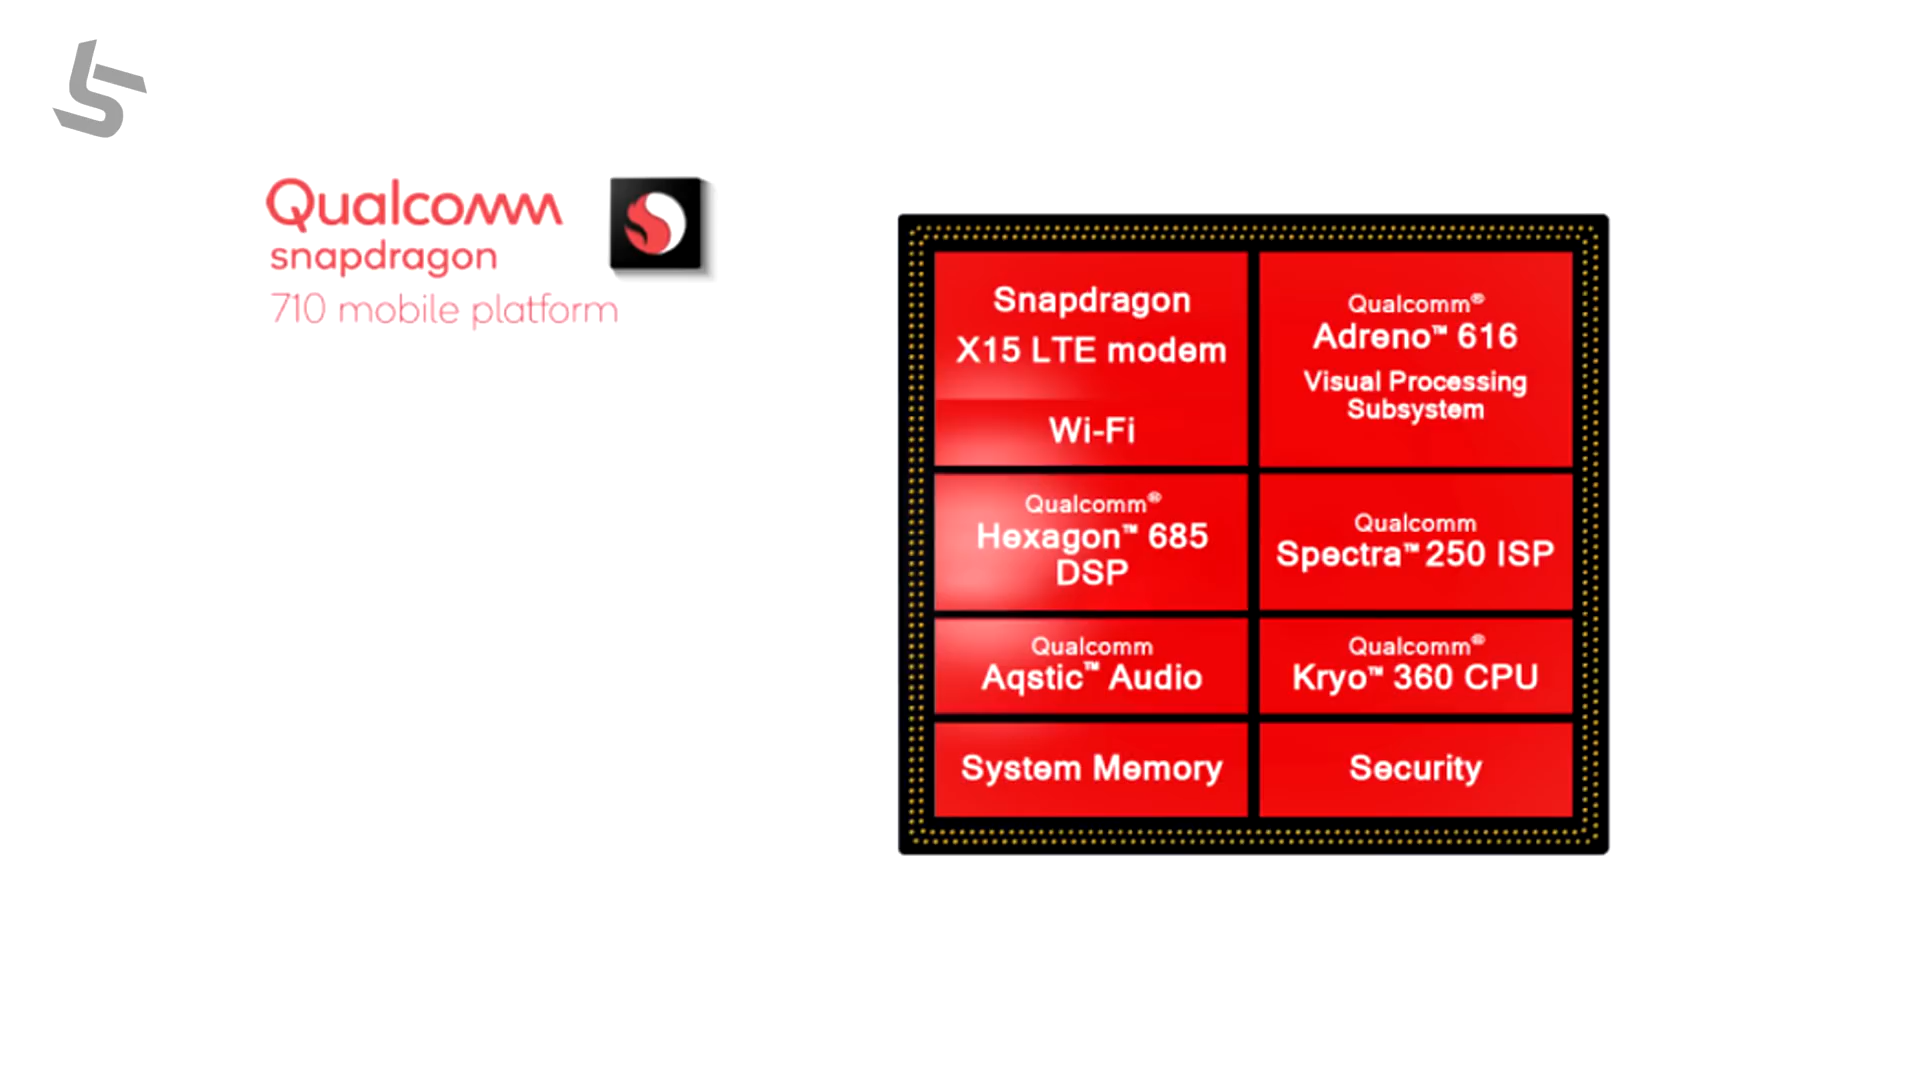 Qualcomm
snapdragon
710 mobile platform
Snapdragon
X15 LTE modem
Wi-Fi
Qualcomm®
Adreno™ 616
Visual Processing
Subsystem
Qualcomm®
Hexagon™ 685
DSP
Qualcomm
Spectra™ 250 ISP
Qualcomm
Aqstic™ Audio
Qualcomm®
Kryo™ 360 CPU
System Memory
Security